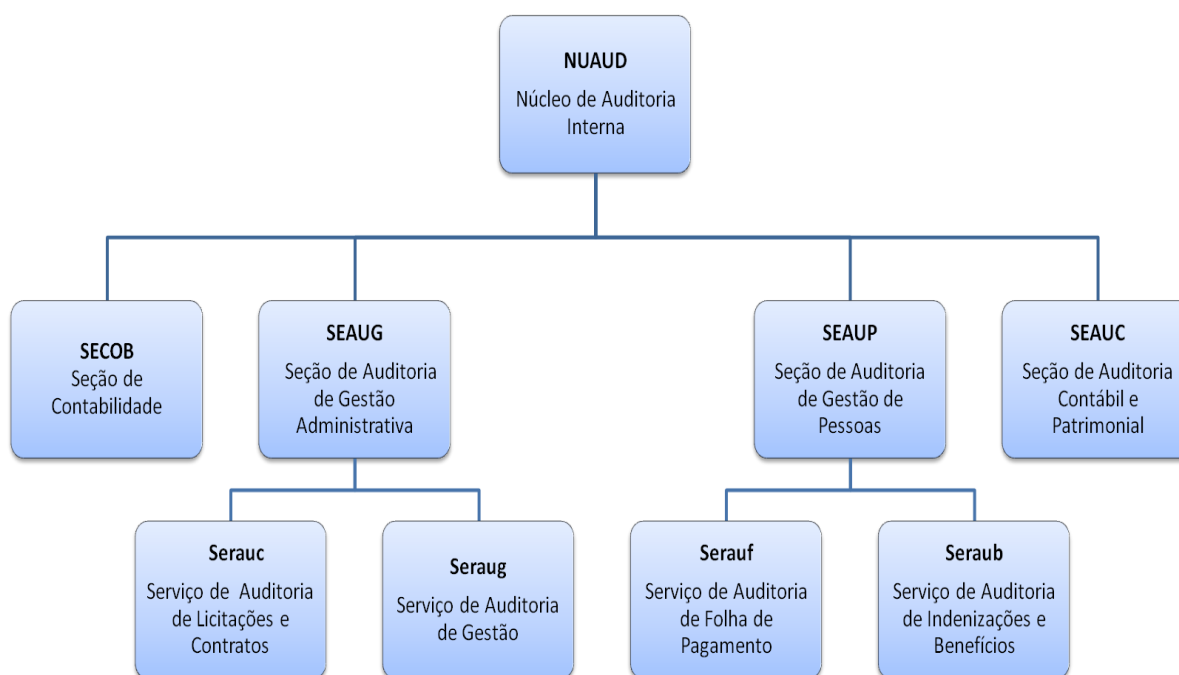 NUAUD
Núcleo de Auditoria
Interna
SECOB
Seção de
Contabilidade
SEAUG
Seção de Auditoria
de Gestão
Administrativa
SEAUP
Seção de Auditoria
de Gestão de
Pessoas
SEAUC
Seção de Auditoria
Contábil e
Patrimonial
Serauc
Serviço de Auditoria
de Licitações e
Contratos
Seraug
Serviço de Auditoria
de Gestão
Serauf
Serviço de Auditoria
de Folha de
Pagamento
Seraub
Serviço de Auditoria
de Indenizações e
Benefícios